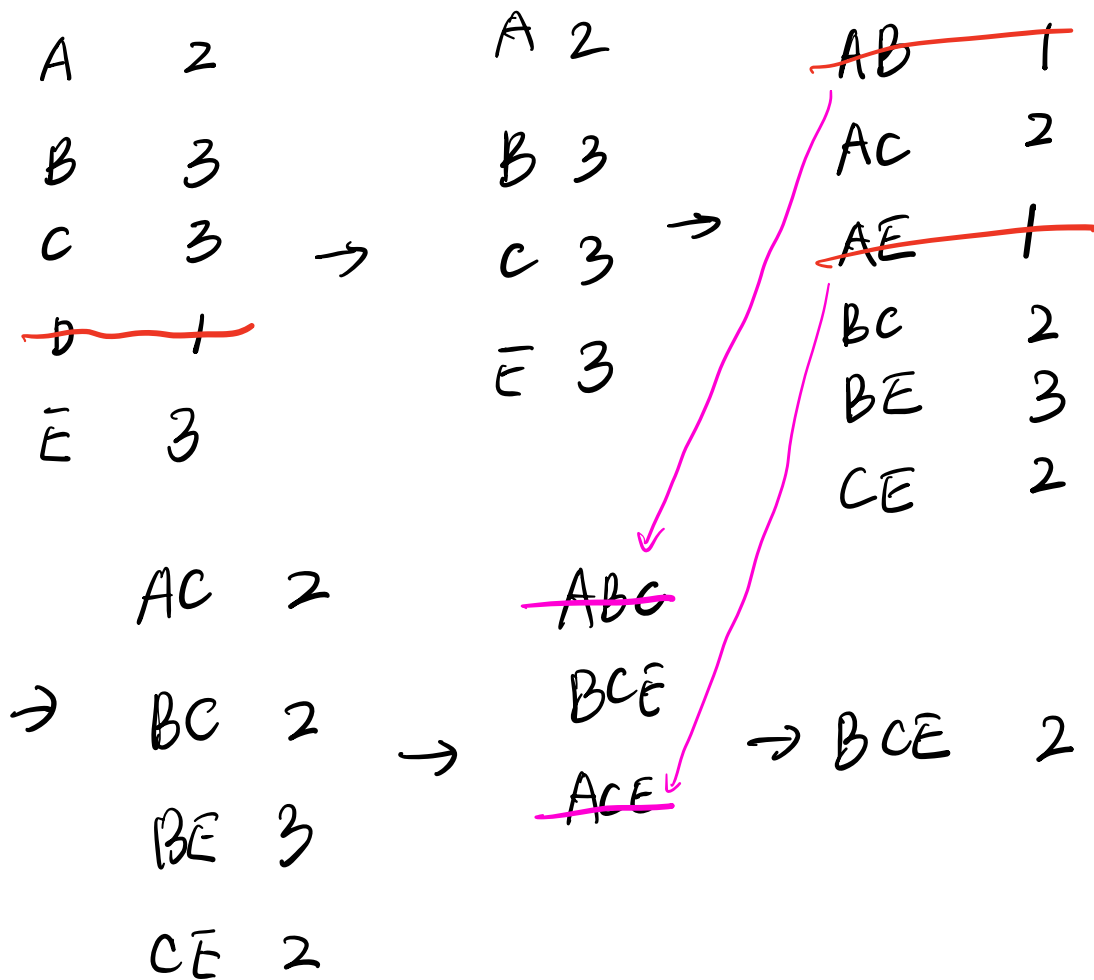 A 2
B 3
C 3
D 1
E 3
→
A 2
B 3
C 3
E 3
→
AB 1
AC 2
AE 1
BC 2
BE 3
CE 2
→
AC 2
BC 2
BE 3
CE 2
→
ABC
BCE
ACE
→
BCE 2